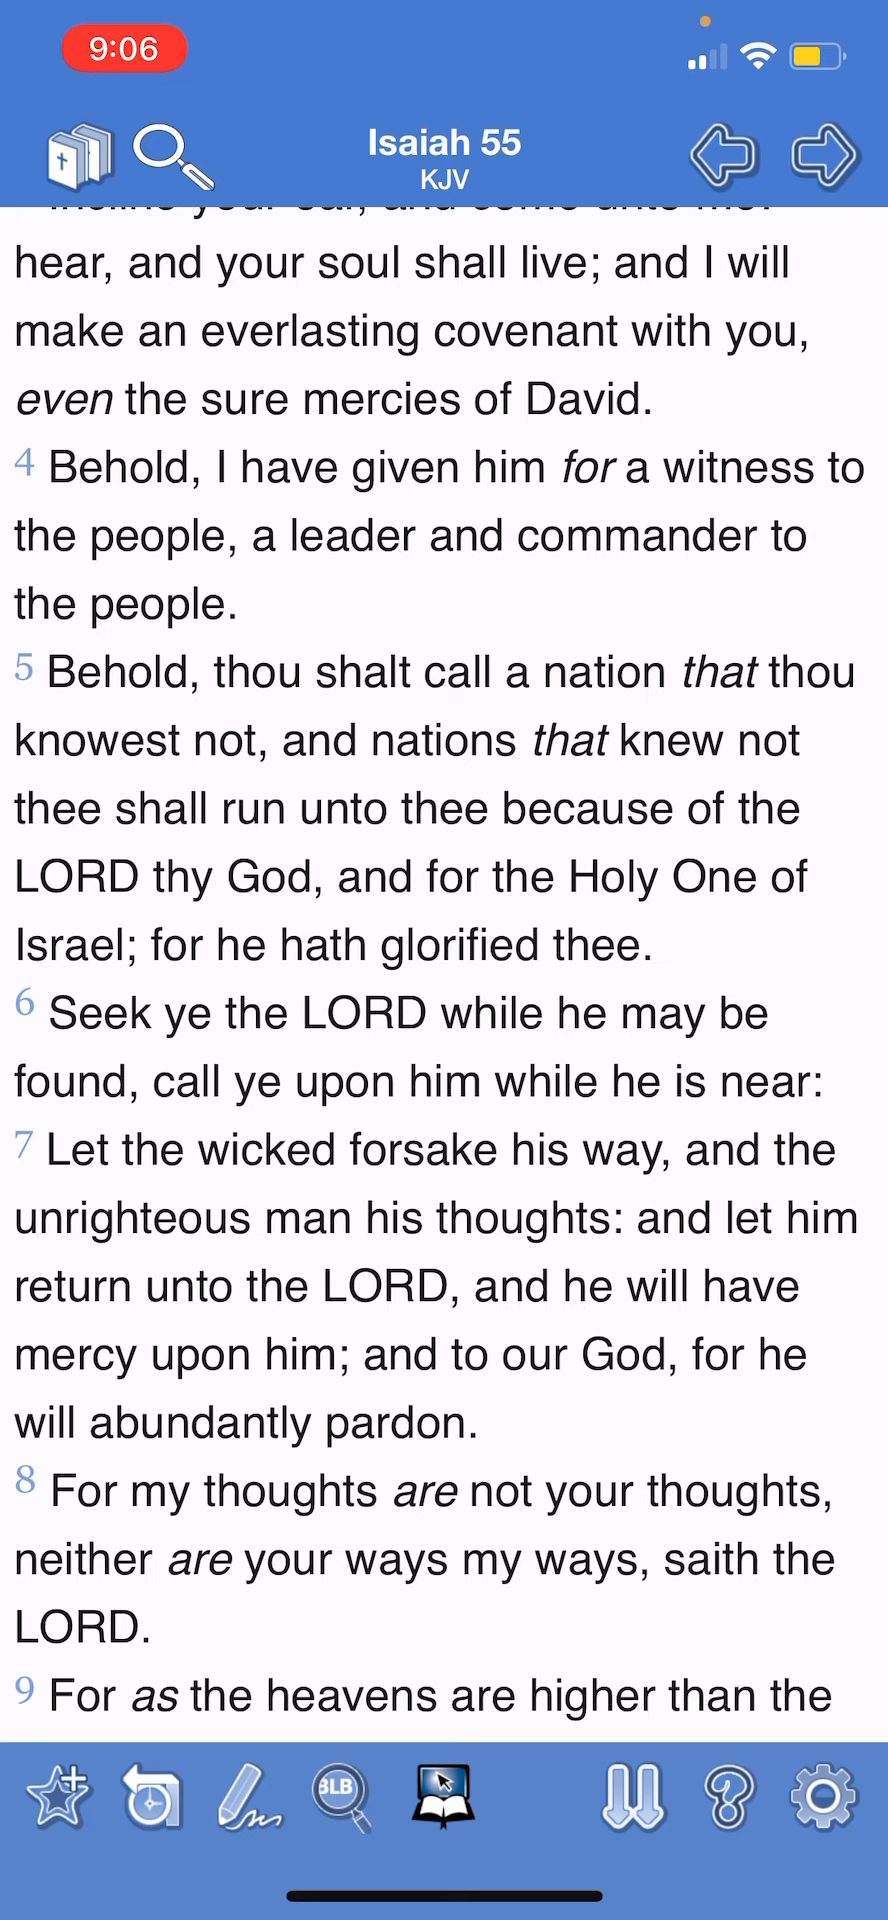 9:06
Isaiah 55
KJV
hear, and your soul shall live; and I will
make an everlasting covenant with you,
even the sure mercies of David.
4 Behold, I have given him for a witness to
the people, a leader and commander to
the people.
5 Behold, thou shalt call a nation that thou
knowest not, and nations that knew not
thee shall run unto thee because of the
LORD thy God, and for the Holy One of
Israel; for he hath glorified thee.
6 Seek ye the LORD while he may be
found, call ye upon him while he is near:
7 Let the wicked forsake his way, and the
unrighteous man his thoughts: and let him
return unto the LORD, and he will have
mercy upon him; and to our God, for he
will abundantly pardon.
8 For my thoughts are not your thoughts,
neither are your ways my ways, saith the
LORD.
9 For as the heavens are higher than the
BLB